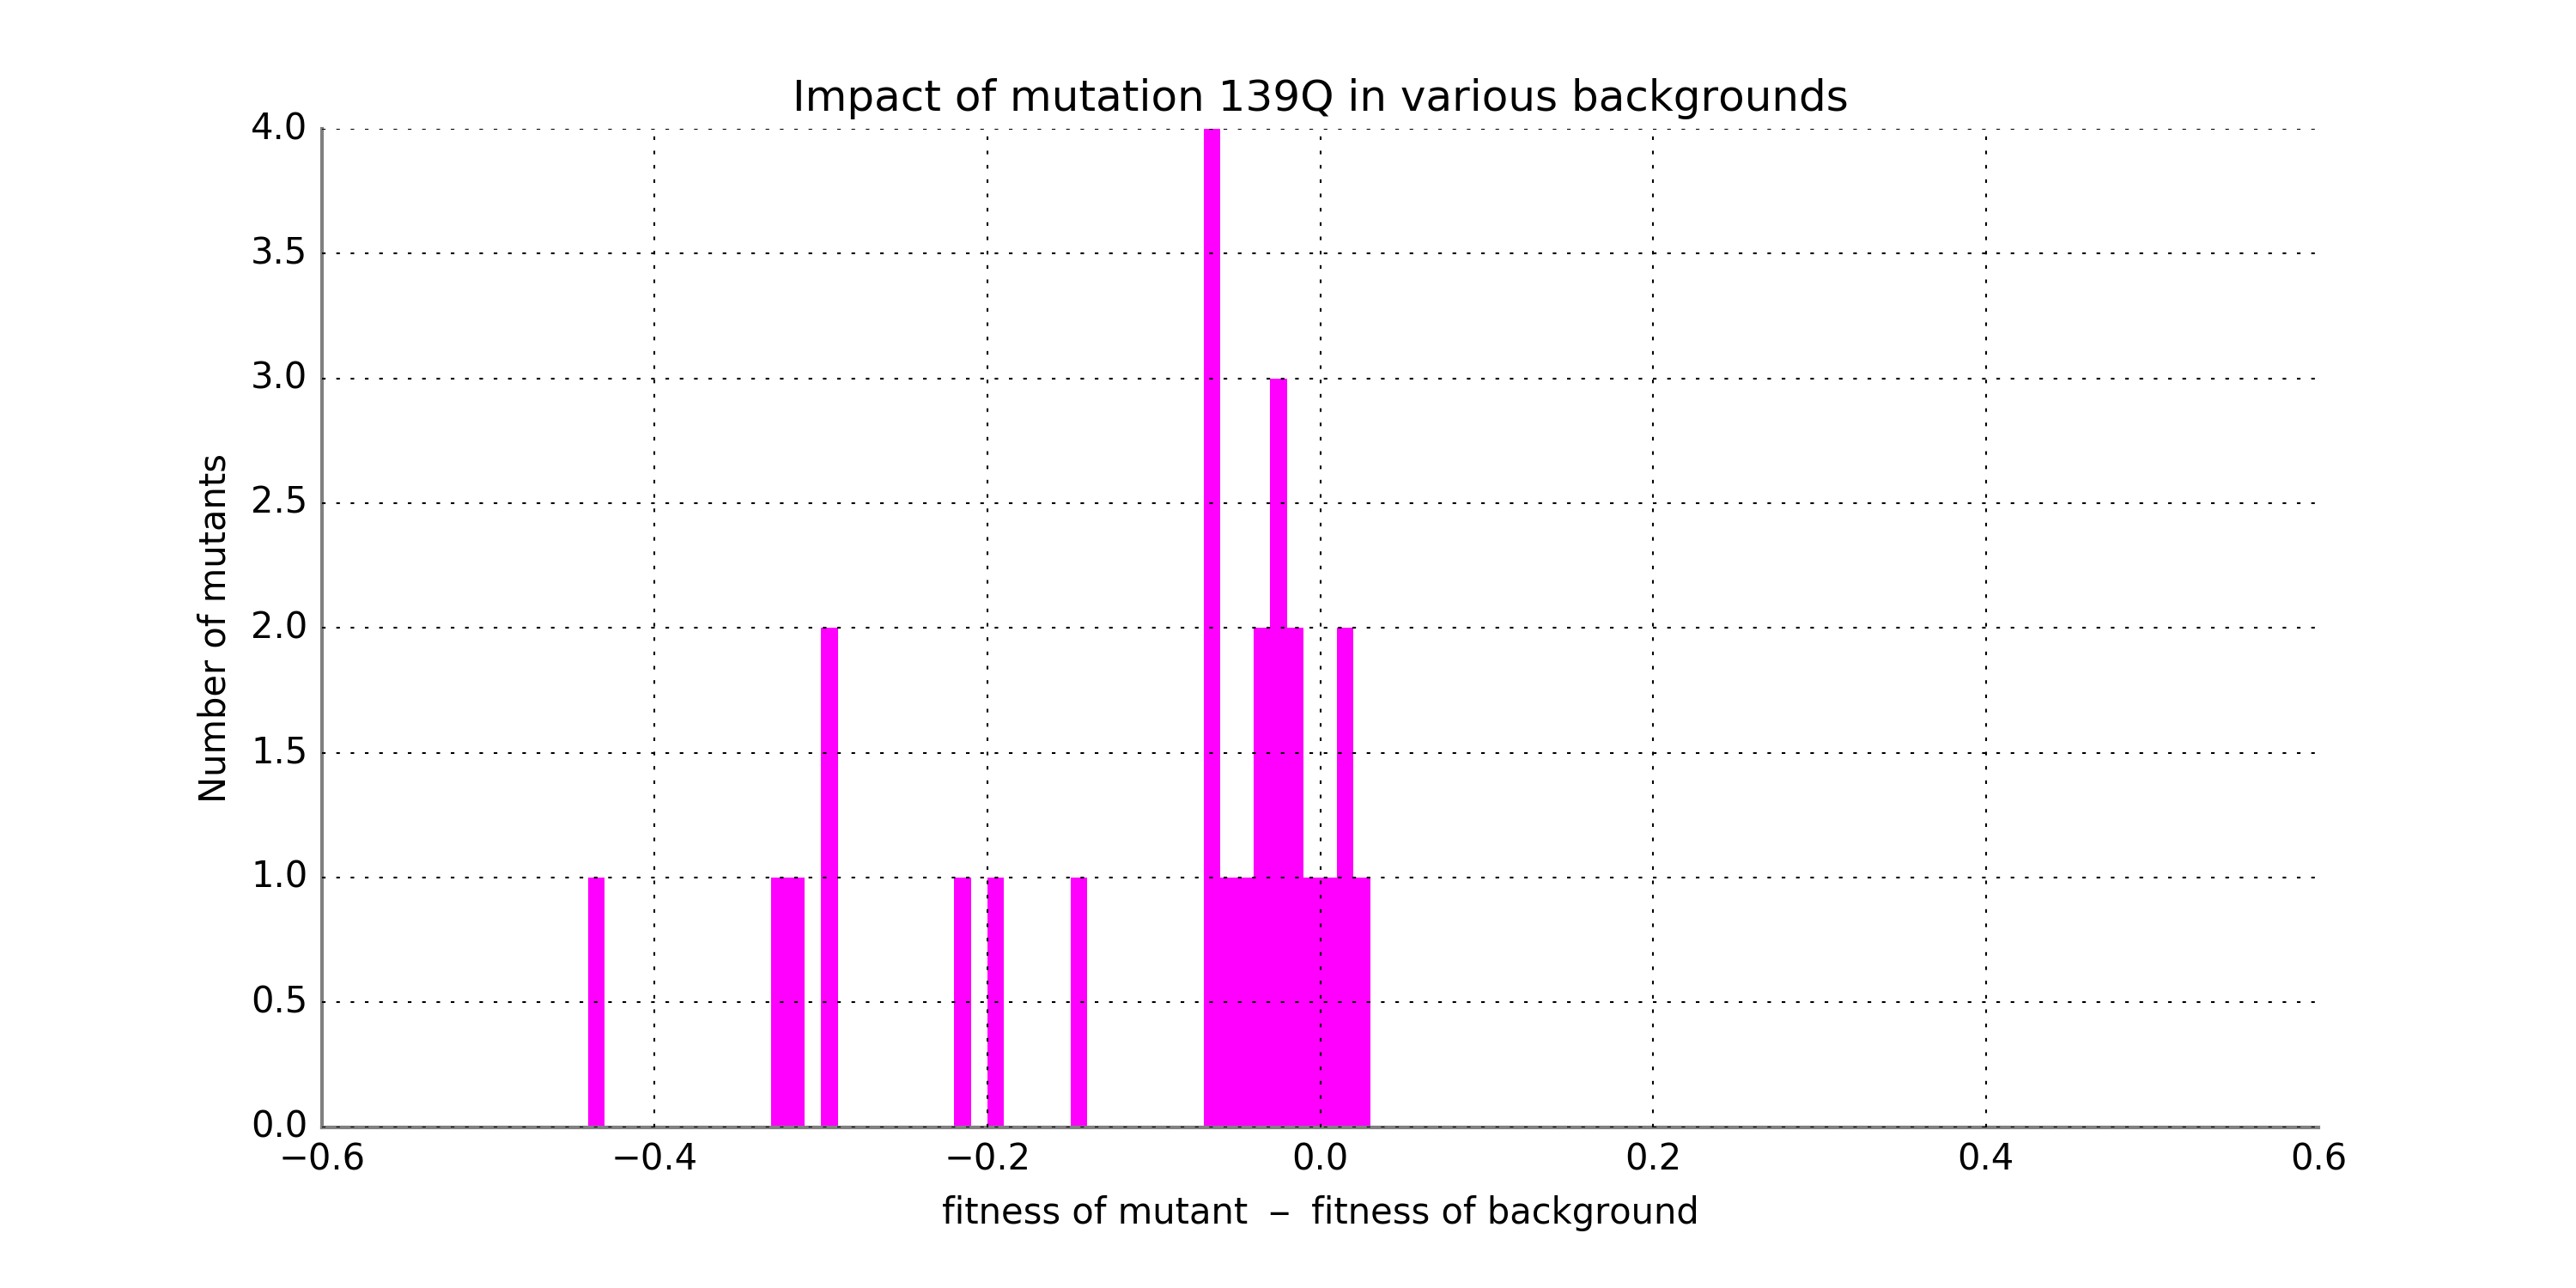 Impact of mutation 139Q in various backgrounds
4.0
3.5
3.0
2.5
2.0
1.5
1.0
0.5
0.0
Number of mutants
−0.6 −0.4 −0.2 0.0 0.2 0.4 0.6
fitness of mutant − fitness of background